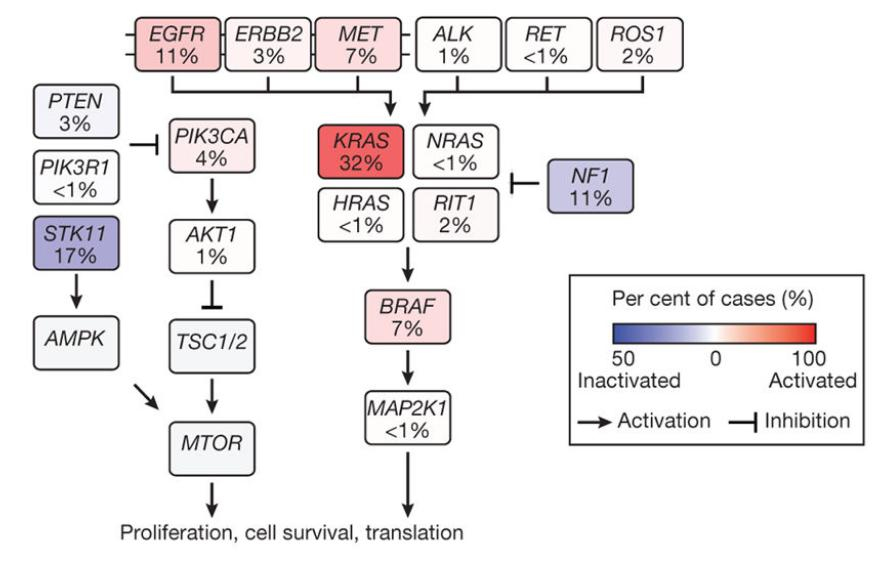 EGFR
11%
ERBB2
3%
MET
7%
ALK
1%
RET
<1%
ROS1
2%
PTEN
3%
PIK3R1
<1%
STK11
17%
AMPK
PIK3CA
4%
AKT1
1%
TSC1/2
MTOR
KRAS
32%
NRAS
<1%
HRAS
<1%
RIT1
2%
NF1
11%
BRAF
7%
MAP2K1
<1%
Proliferation, cell survival, translation
Per cent of cases (%)
50 0 100
Inactivated Activated
Activation Inhibition